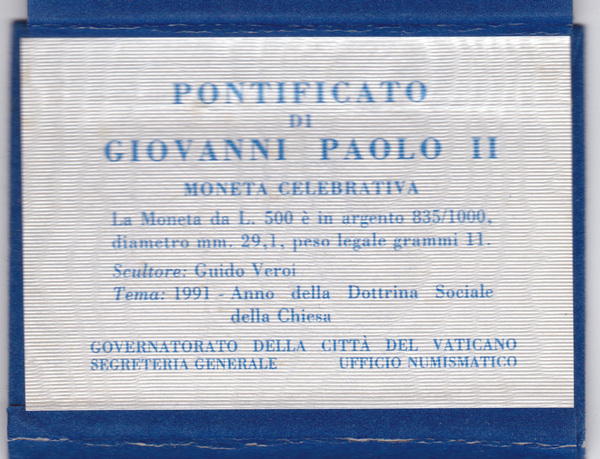 PONTIFICATO
DI
GIOVANNI PAOLO II
MONETA CELEBRATIVA
La Moneta da L. 500 è in argento 835/1000,
diametro mm. 29,1, peso legale grammi 11.
Scultore: Guido Veroi
Tema: 1991 - Anno della Dottrina Sociale
della Chiesa
GOVERNATORATO DELLA CITTÀ DEL VATICANO
SEGRETERIA GENERALE UFFICIO NUMISMATICO